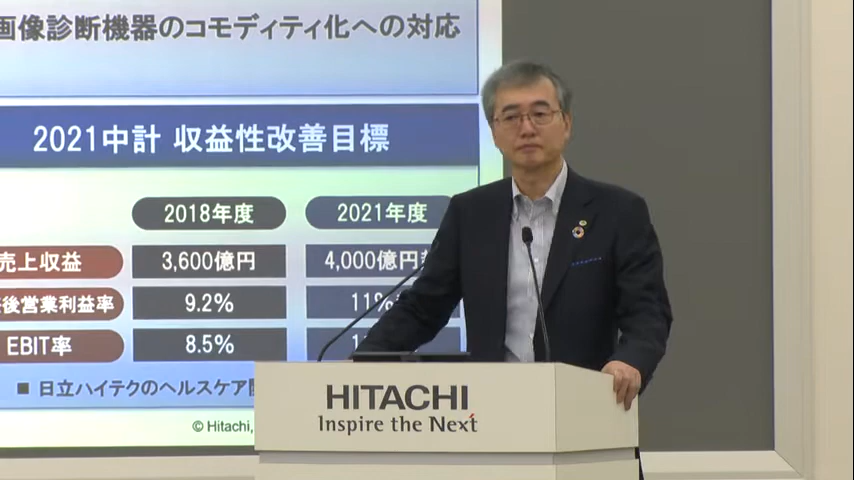 画像診断機器のコモディティ化への対応
2021中計 収益性改善目標
2018年度 2021年度
売上収益 3,600億円 4,000億円
後営業利益率 9.2% 11%
EBIT率 8.5%
■ 日立ハイテクのヘルスケア
© Hitachi,
HITACHI
Inspire the Next